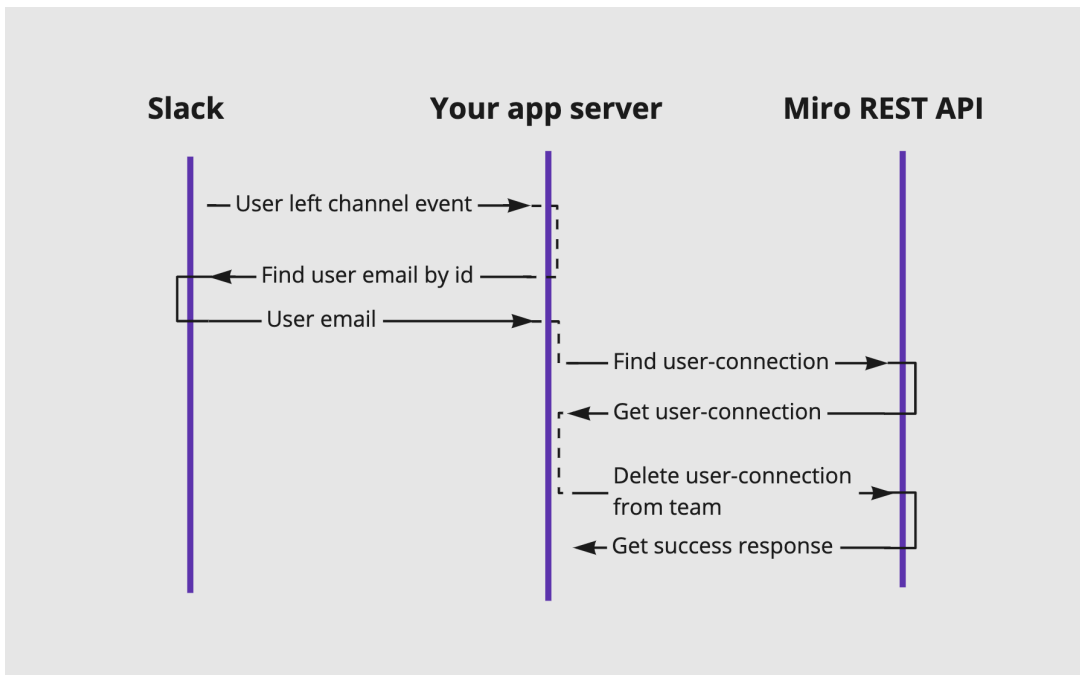 Slack
Your app server
Miro REST API
User left channel event
Find user email by id
User email
Find user-connection
Get user-connection
Delete user-connection
from team
Get success response